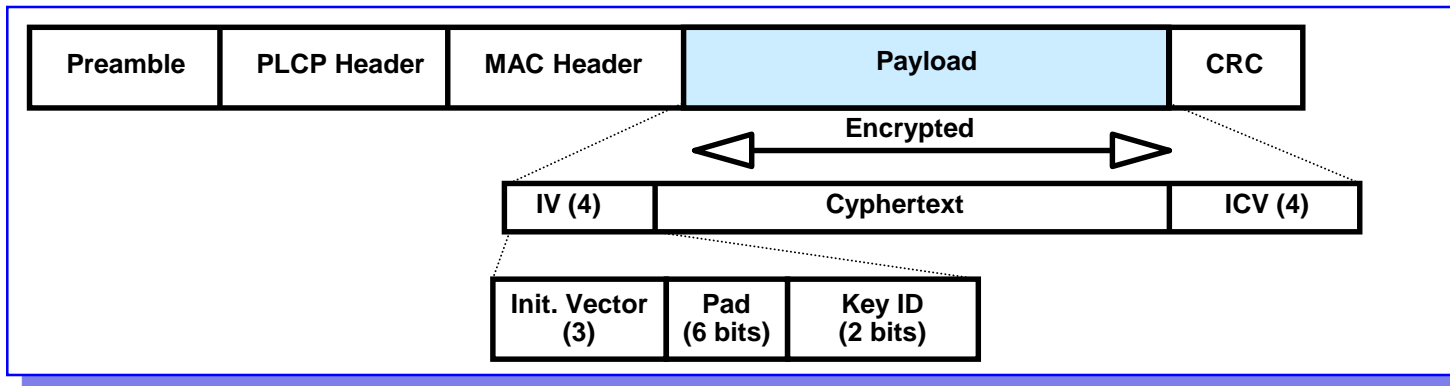 Preamble PLCP Header MAC Header Payload CRC
Encrypted
IV (4) Cyphertext ICV (4)
Init. Vector Pad Key ID
(3) (6 bits) (2 bits)